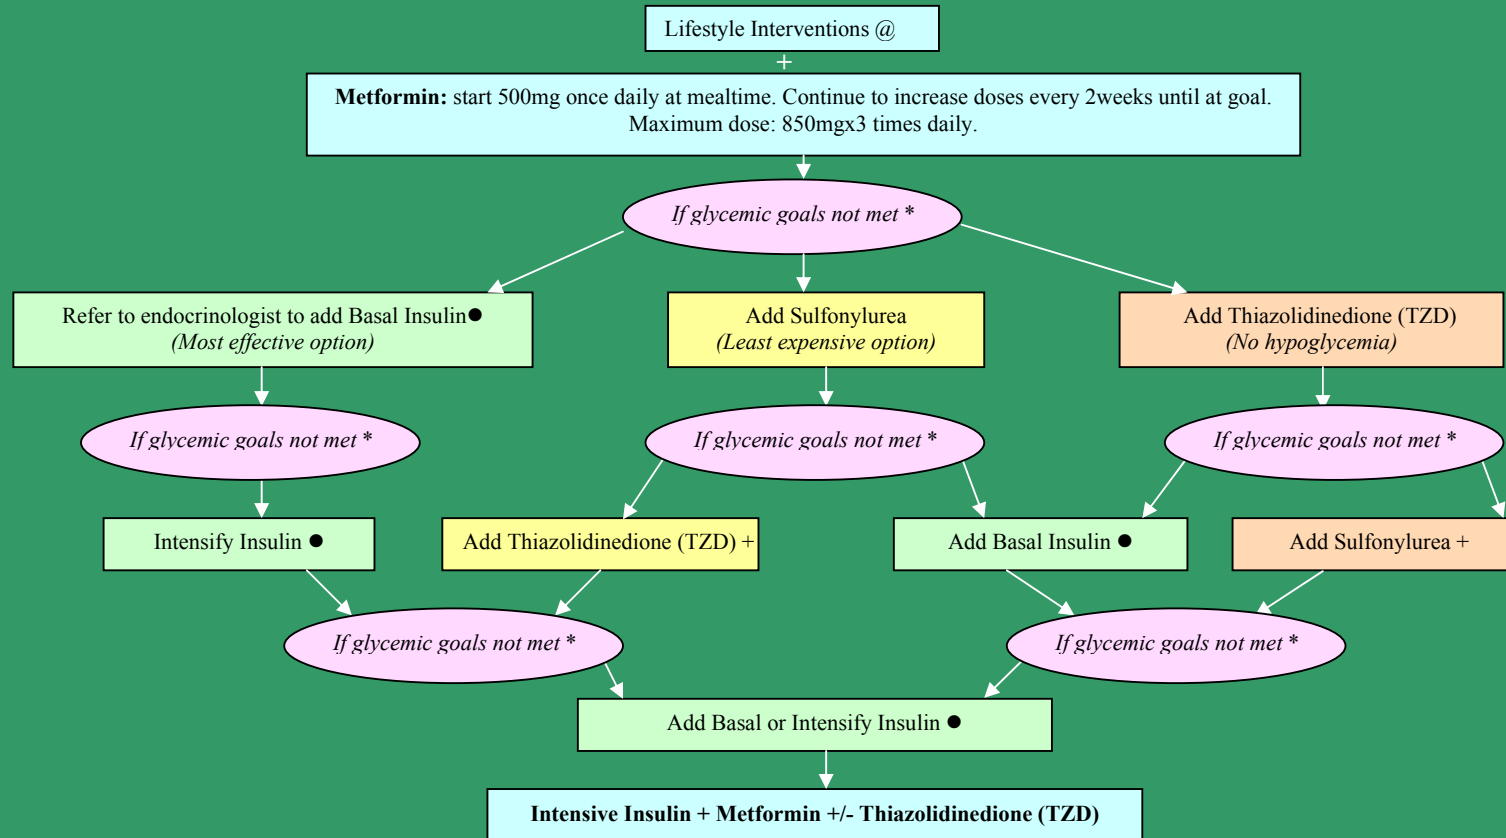 Lifestyle Interventions @
+
Metformin: start 500mg once daily at mealtime. Continue to increase doses every 2weeks until at goal.
Maximum dose: 850mgx3 times daily.
If glycemic goals not met *
Refer to endocrinologist to add Basal Insulin●
(Most effective option)
Add Sulfonylurea
(Least expensive option)
Add Thiazolidinedione (TZD)
(No hypoglycemia)
If glycemic goals not met *
If glycemic goals not met *
If glycemic goals not met *
Intensify Insulin ●
Add Thiazolidinedione (TZD) +
Add Basal Insulin ●
Add Sulfonylurea +
If glycemic goals not met *
If glycemic goals not met *
Add Basal or Intensify Insulin ●
Intensive Insulin + Metformin +/- Thiazolidinedione (TZD)